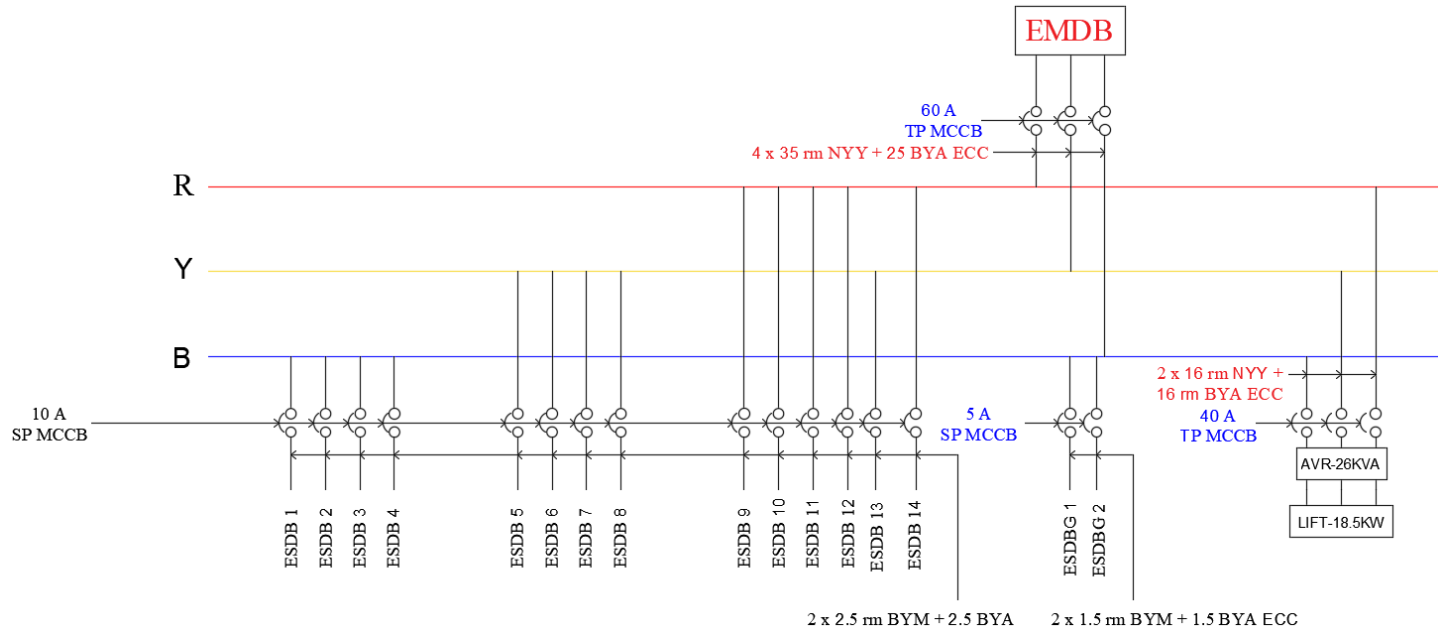 EMDB
60 A
TP MCCB
4 x 35 rm NYY + 25 BYA ECC
R
Y
B
2 x 16 rm NYY +
16 rm BYA ECC
10 A
SP MCCB
5 A
SP MCCB
40 A
TP MCCB
AVR-26KVA
LIFT-18.5KW
ESDB 1
ESDB 2
ESDB 3
ESDB 4
ESDB 5
ESDB 6
ESDB 7
ESDB 8
ESDB 9
ESDB 10
ESDB 11
ESDB 12
ESDB 13
ESDB 14
ESDBG 1
ESDBG 2
2 x 2.5 rm BYM + 2.5 BYA
2 x 1.5 rm BYM + 1.5 BYA ECC